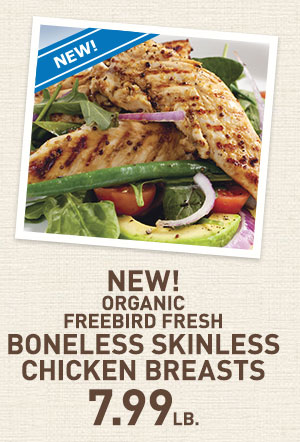 NEW!
NEW!
ORGANIC
FREEBIRD FRESH
BONELESS SKINLESS
CHICKEN BREASTS
7.99 LB.